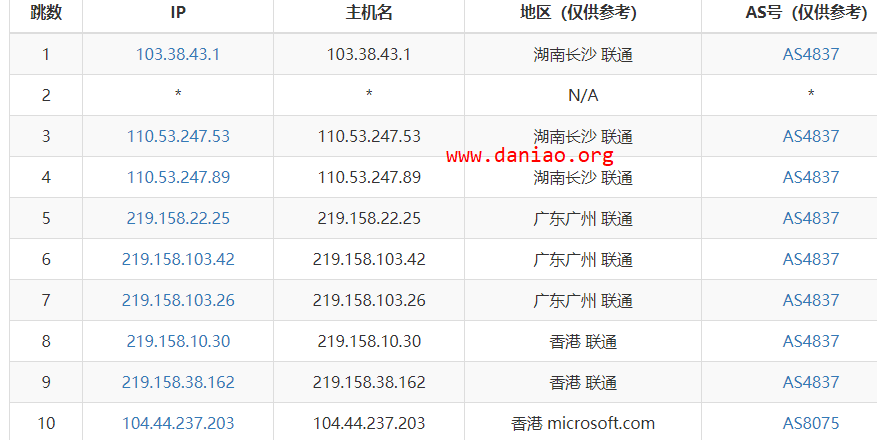 跳数 IP 主机名 地区（仅供参考） AS号（仅供参考）
1 103.38.43.1 103.38.43.1 湖南长沙 联通 AS4837
2 * * N/A *
3 110.53.247.53 110.53.247.53 湖南长沙 联通 AS4837
www.daniao.org
4 110.53.247.89 110.53.247.89 湖南长沙 联通 AS4837
5 219.158.22.25 219.158.22.25 广东广州 联通 AS4837
6 219.158.103.42 219.158.103.42 广东广州 联通 AS4837
7 219.158.103.26 219.158.103.26 广东广州 联通 AS4837
8 219.158.10.30 219.158.10.30 香港 联通 AS4837
9 219.158.38.162 219.158.38.162 香港 联通 AS4837
10 104.44.237.203 104.44.237.203 香港 microsoft.com AS8075